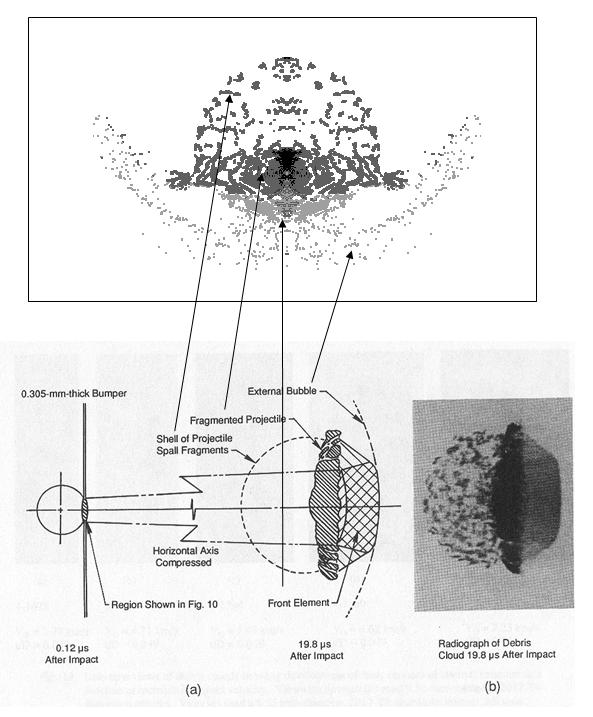 0.305-mm-thick Bumper
External Bubble
Fragmented Projectile
Shell of Projectile
Spall Fragments
Horizontal Axis
Compressed
Region Shown in Fig. 10
Front Element
0.12 µs
After Impact
19.8 µs
After Impact
Radiograph of Debris
Cloud 19.8 µs After Impact
(a)
(b)